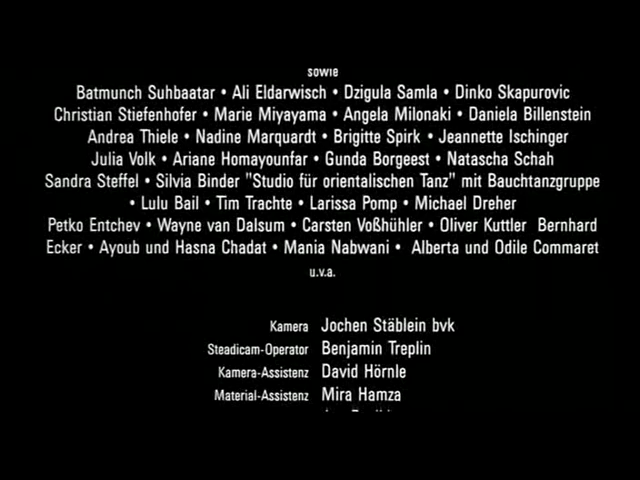 sowie
Batmunch Suhbaatar • Ali Eldarwisch • Dzigula Samla • Dinko Skapurovic
Christian Stiefenhofer • Marie Miyayama • Angela Milonaki • Daniela Billenstein
Andrea Thiele • Nadine Marquardt • Brigitte Spirk • Jeannette Ischinger
Julia Volk • Ariane Homayounfar • Gunda Borgeest • Natascha Schah
Sandra Steffel • Silvia Binder "Studio für orientalischen Tanz" mit Bauchtanzgruppe
• Lulu Bail • Tim Trachte • Larissa Pomp • Michael Dreher
Petko Entchev • Wayne van Dalsum • Carsten Voßhühler • Oliver Kuttler Bernhard
Ecker • Ayoub und Hasna Chadat • Mania Nabwani • Alberta und Odile Commaret
u.v.a.
Kamera Jochen Stäblein bvk
Steadicam-Operator Benjamin Treplin
Kamera-Assistenz David Hörnle
Material-Assistenz Mira Hamza